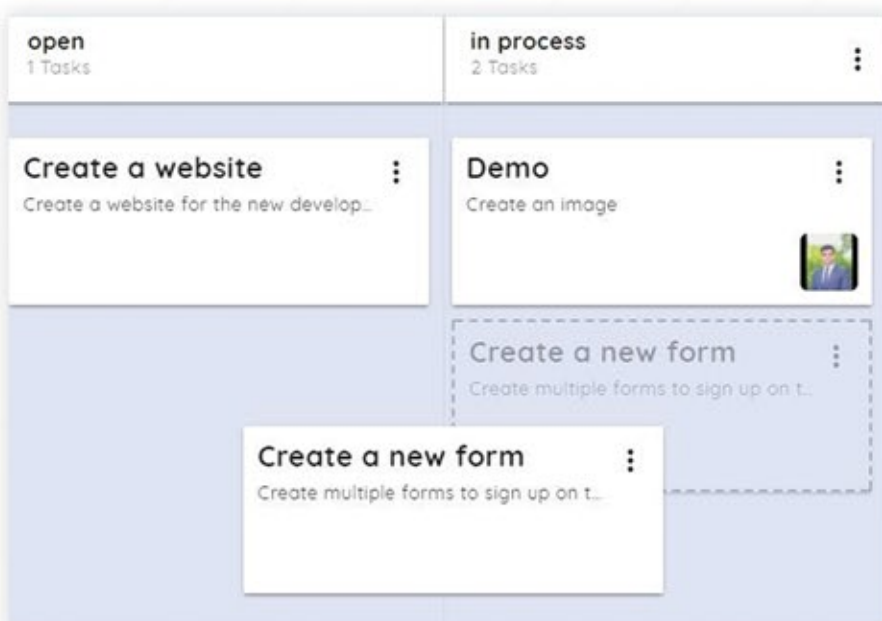 open
1 Tasks
in process
2 Tasks
Create a website
Create a website for the new develop...
Demo
Create an image
Create a new form
Create multiple forms to sign up on t...
Create a new form
Create multiple forms to sign up on t...